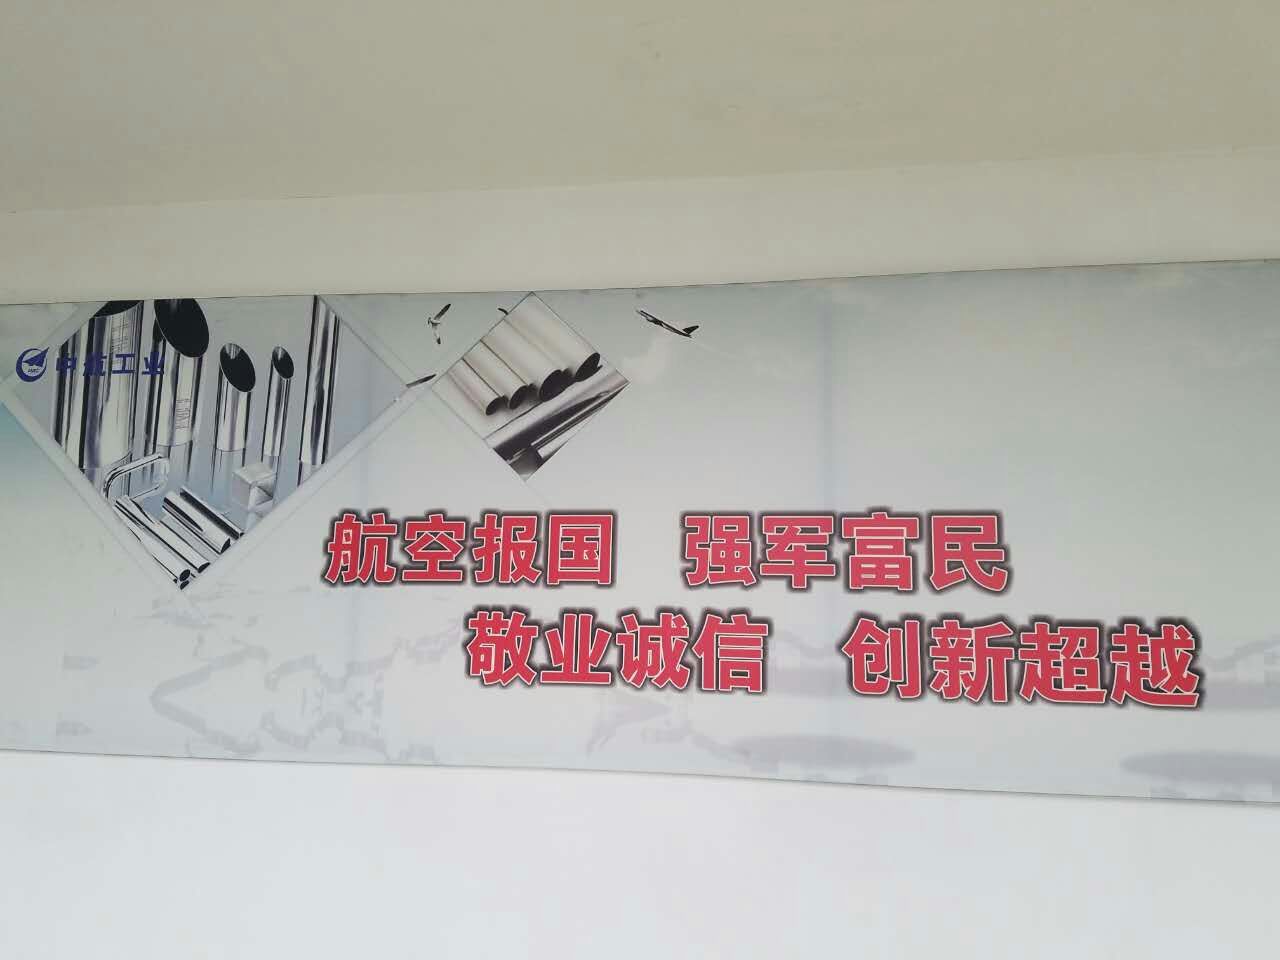 中航工业
航空报国 强军富民
敬业诚信 创新超越